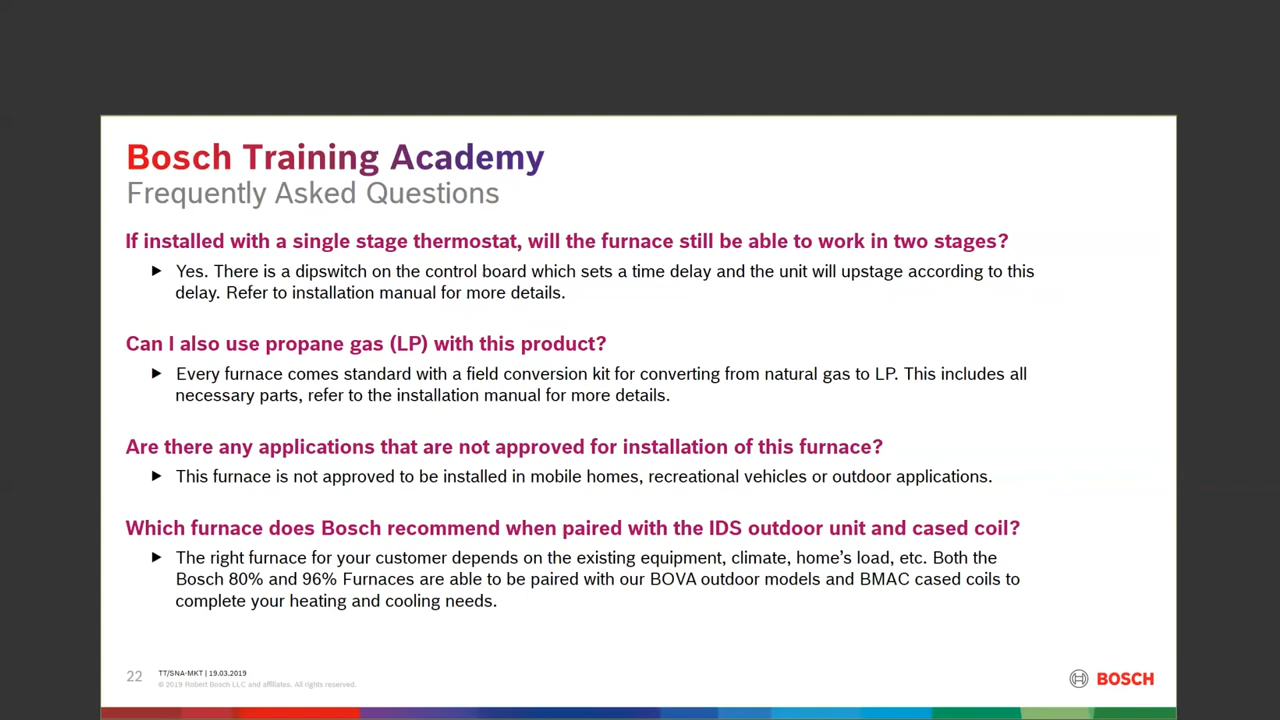 Bosch Training Academy
Frequently Asked Questions
If installed with a single stage thermostat, will the furnace still be able to work in two stages?
► Yes. There is a dipswitch on the control board which sets a time delay and the unit will upstage according to this
delay. Refer to installation manual for more details.
Can I also use propane gas (LP) with this product?
► Every furnace comes standard with a field conversion kit for converting from natural gas to LP. This includes all
necessary parts, refer to the installation manual for more details.
Are there any applications that are not approved for installation of this furnace?
► This furnace is not approved to be installed in mobile homes, recreational vehicles or outdoor applications.
Which furnace does Bosch recommend when paired with the IDS outdoor unit and cased coil?
► The right furnace for your customer depends on the existing equipment, climate, home's load, etc. Both the
Bosch 80% and 96% Furnaces are able to be paired with our BOVA outdoor models and BMAC cased coils to
complete your heating and cooling needs.
22
TT/SNA-MKT | 19.03.2019
© 2019 Robert Bosch LLC and affiliates. All rights reserved.
BOSCH